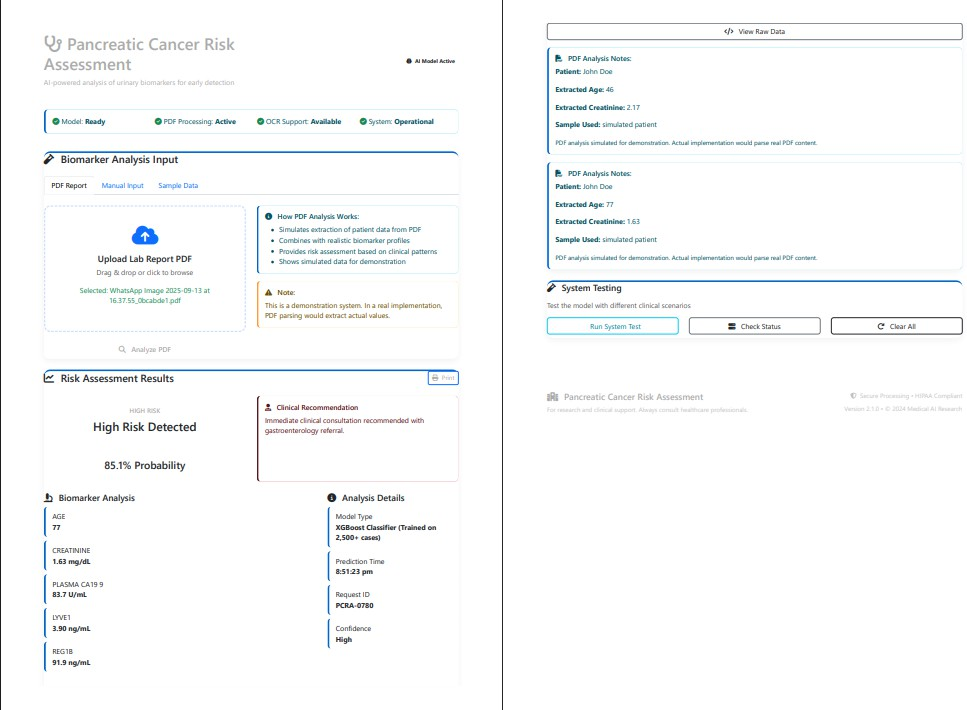 Pancreatic Cancer Risk
Assessment
AI Model Active
AI-powered analysis of urinary biomarkers for early detection
Model: Ready
PDF Processing: Active
OCR Support: Available
System: Operational
Biomarker Analysis Input
PDF Report
Manual Input
Sample Data
Upload Lab Report PDF
Drag & drop or click to browse
Selected: WhatsApp Image 2025-09-13 at
16.37.55_0bcabde1.pdf
How PDF Analysis Works:
Simulates extraction of patient data from PDF
Combines with realistic biomarker profiles
Provides risk assessment based on clinical patterns
Shows simulated data for demonstration
Note:
This is a demonstration system. In a real implementation,
PDF parsing would extract actual values.
Analyze PDF
Risk Assessment Results
Print
HIGH RISK
High Risk Detected
85.1% Probability
Clinical Recommendation
Immediate clinical consultation recommended with
gastroenterology referral.
Biomarker Analysis
AGE
77
CREATININE
1.63 mg/dL
PLASMA CA19 9
83.7 U/mL
LYVE1
3.90 ng/mL
REG1B
91.9 ng/mL
Analysis Details
Model Type
XGBoost Classifier (Trained on
2,500+ cases)
Prediction Time
8:51:23 pm
Request ID
PCRA-0780
Confidence
High
</> View Raw Data
PDF Analysis Notes:
Patient: John Doe
Extracted Age: 46
Extracted Creatinine: 2.17
Sample Used: simulated patient
PDF analysis simulated for demonstration. Actual implementation would parse real PDF content.
PDF Analysis Notes:
Patient: John Doe
Extracted Age: 77
Extracted Creatinine: 1.63
Sample Used: simulated patient
PDF analysis simulated for demonstration. Actual implementation would parse real PDF content.
System Testing
Test the model with different clinical scenarios
Run System Test
Check Status
Clear All
Pancreatic Cancer Risk Assessment
For research and clinical support. Always consult healthcare professionals.
Secure Processing • HIPAA Compliant
Version 2.1.0 • © 2024 Medical AI Research